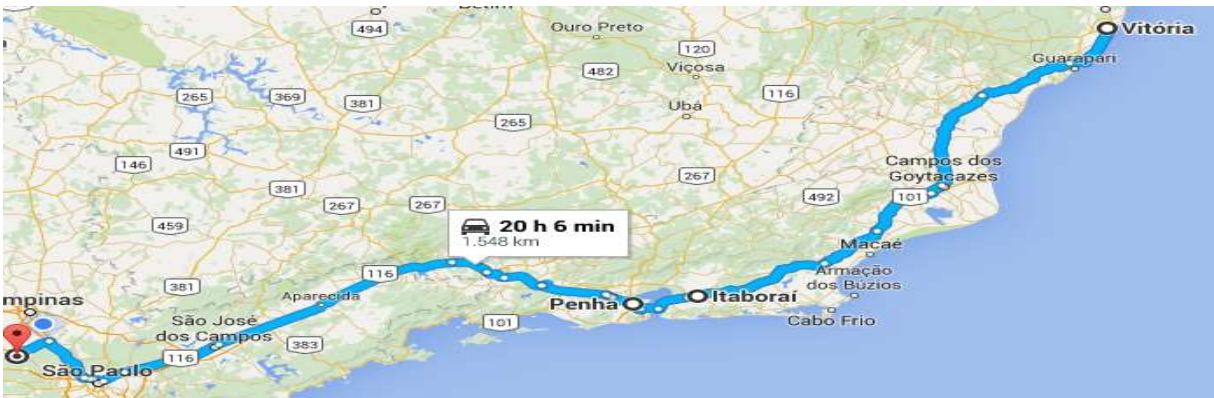 Betim
494
Ouro Preto
120
Vitória
482
Viçosa
Guarapari
265
369
381
116
Ubá
265
491
146
Campos dos
Goytacazes
381
267
267
267
492
101
459
20 h 6 min
1.548 km
Macaé
116
381
Armação
dos Búzios
Aparecida
Penha
Itaboraí
mpinas
101
Cabo Frio
São José
dos Campos
383
116
São Paulo